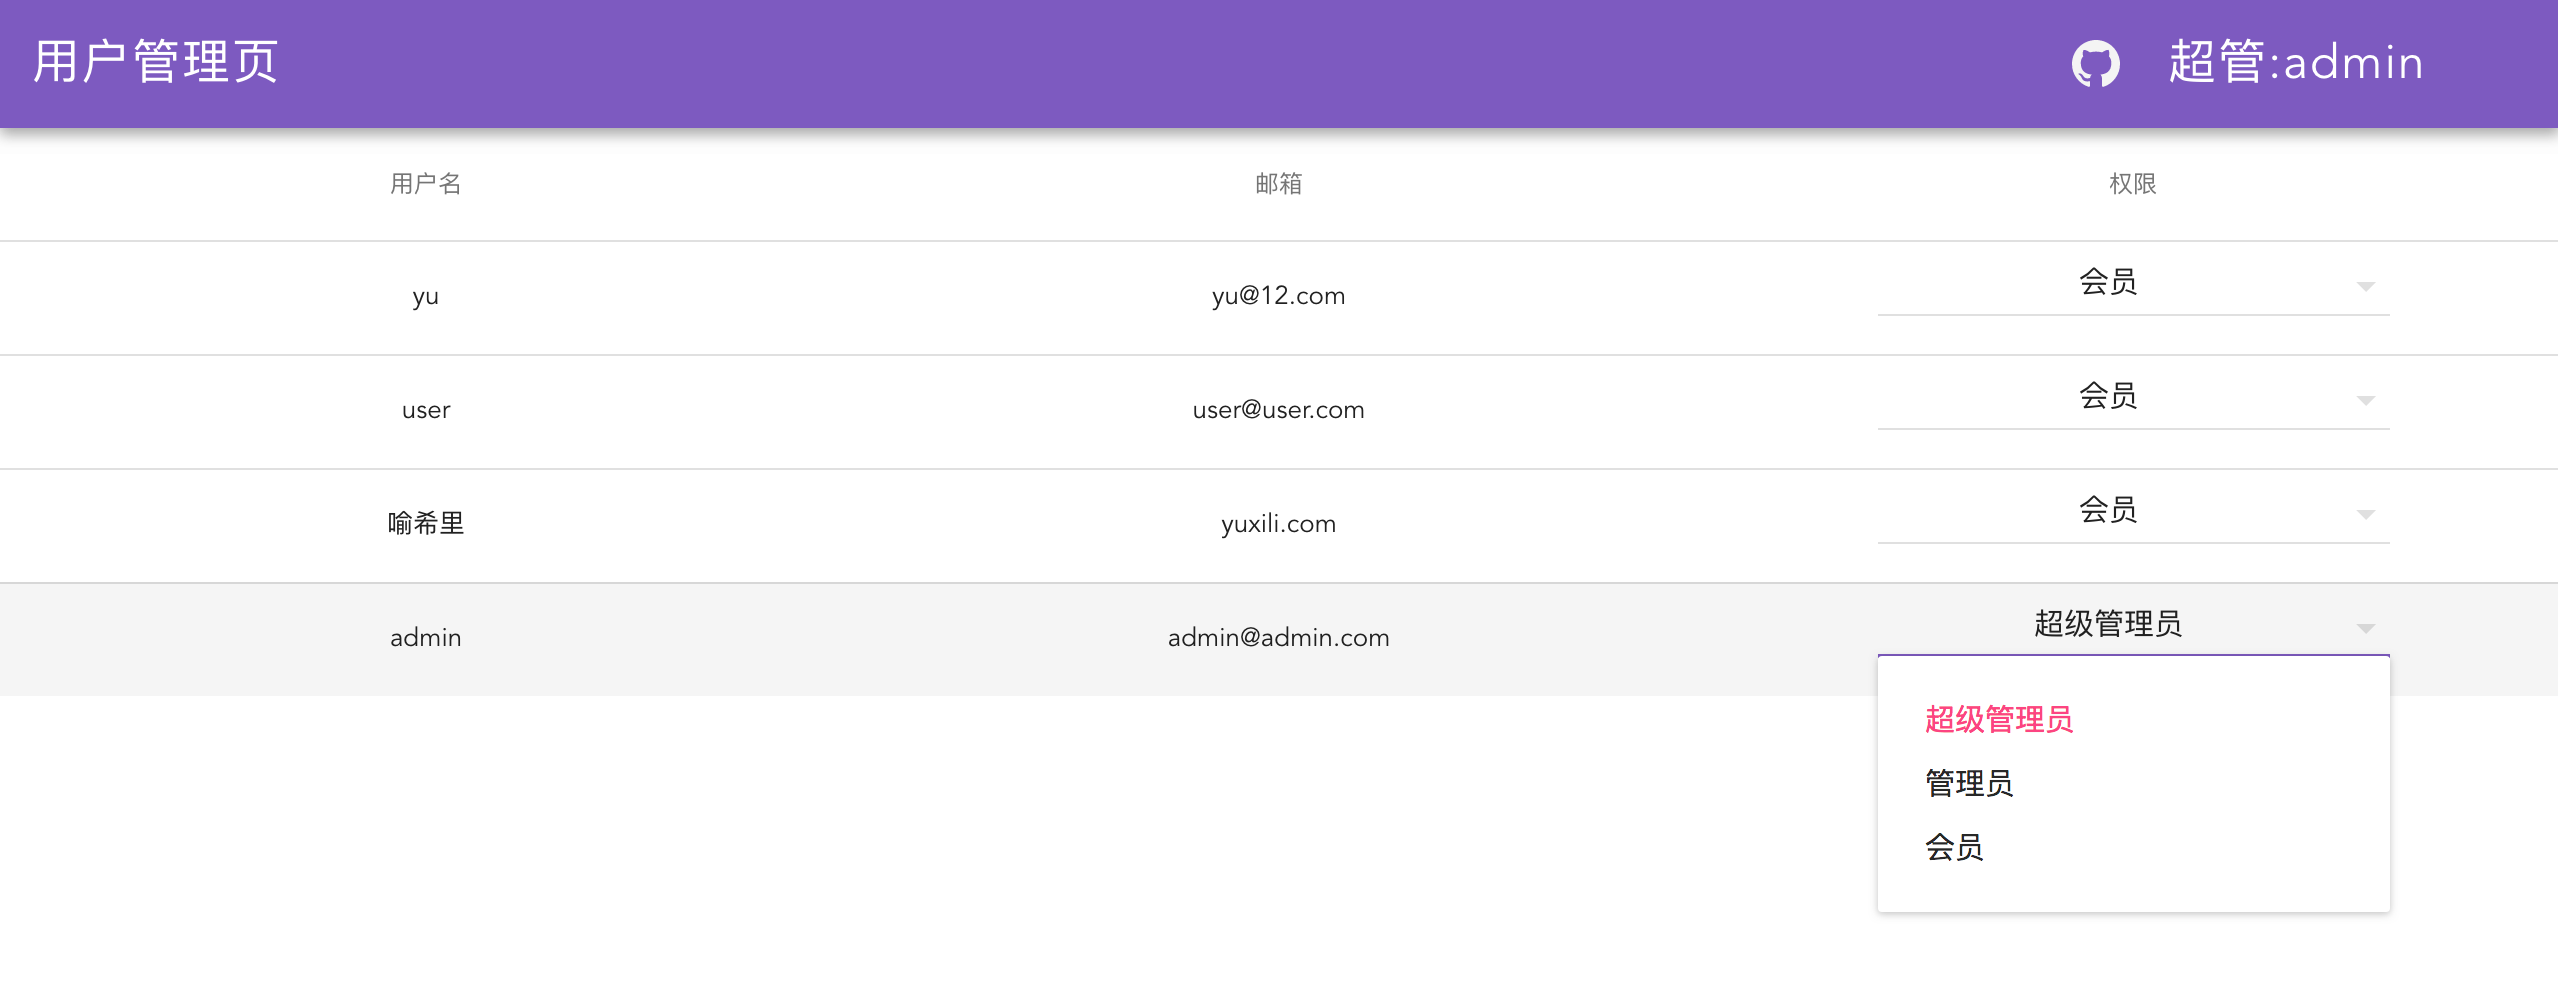 用户管理页 超管:admin
用户名 邮箱 权限
yu yu@12.com 会员
user user@user.com 会员
喻希里 yuxili.com 会员
admin admin@admin.com 超级管理员
超级管理员
管理员
会员